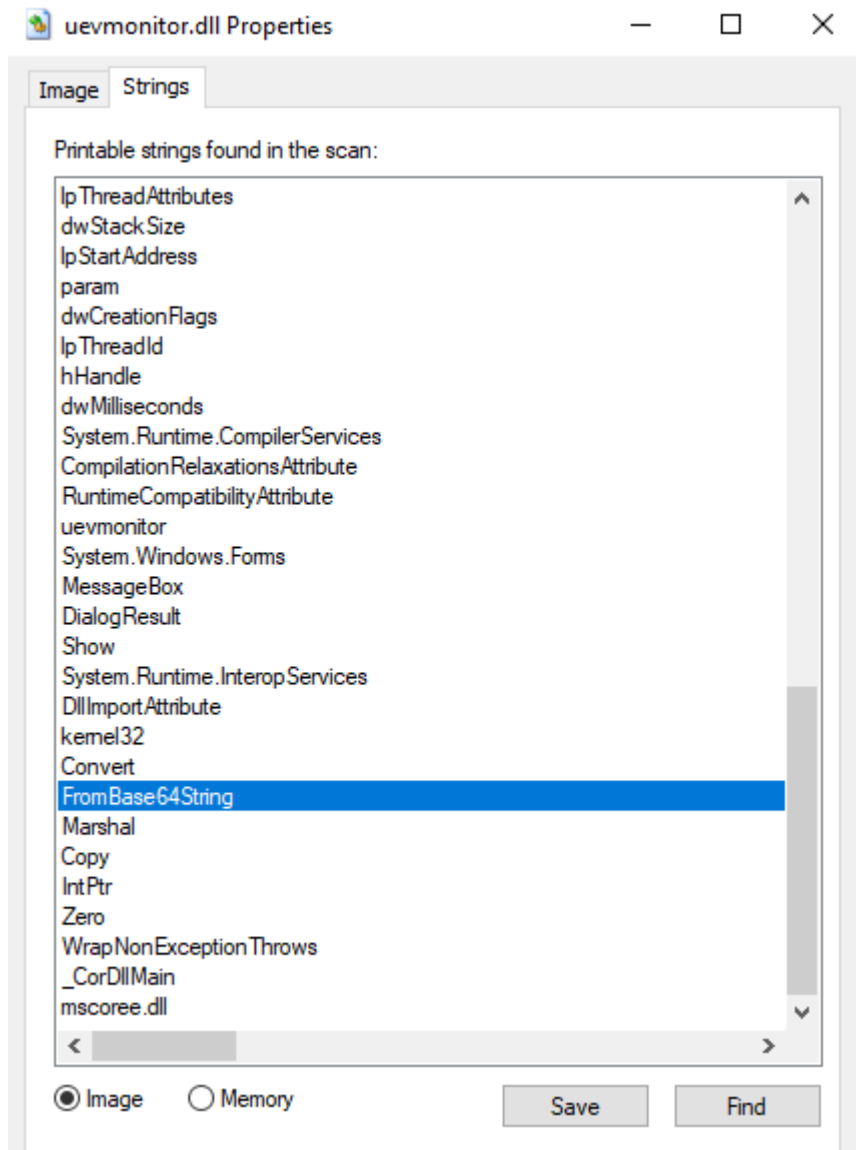 uevmonitor.dll Properties
Image Strings
Printable strings found in the scan:
lpThreadAttributes
dwStackSize
lpStartAddress
param
dwCreationFlags
lpThreadId
hHandle
dwMilliseconds
System.Runtime.CompilerServices
CompilationRelaxationsAttribute
RuntimeCompatibilityAttribute
uevmonitor
System.Windows.Forms
MessageBox
DialogResult
Show
System.Runtime.InteropServices
DllImportAttribute
kernel32
Convert
FromBase64String
Marshal
Copy
IntPtr
Zero
WrapNonExceptionThrows
_CorDllMain
mscoree.dll
Image Memory Save Find